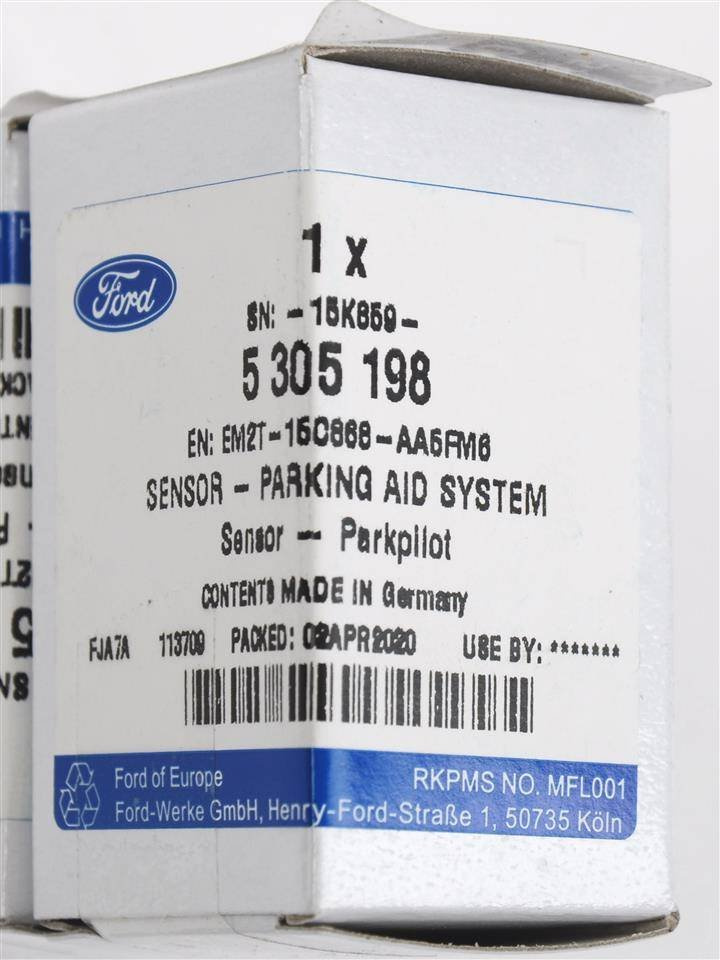 1 x
Ford
SN: -15K859-
5 305 198
EN: EM2T-15C868-AA5FM6
SENSOR - PARKING AID SYSTEM
Sensor - Parkpilot
CONTENTS MADE IN Germany
FJA7A 113709 PACKED: 02APR2020 USE BY: *******
Ford of Europe RKPMS NO. MFL001
Ford-Werke GmbH, Henry-Ford-Straße 1, 50735 Köln